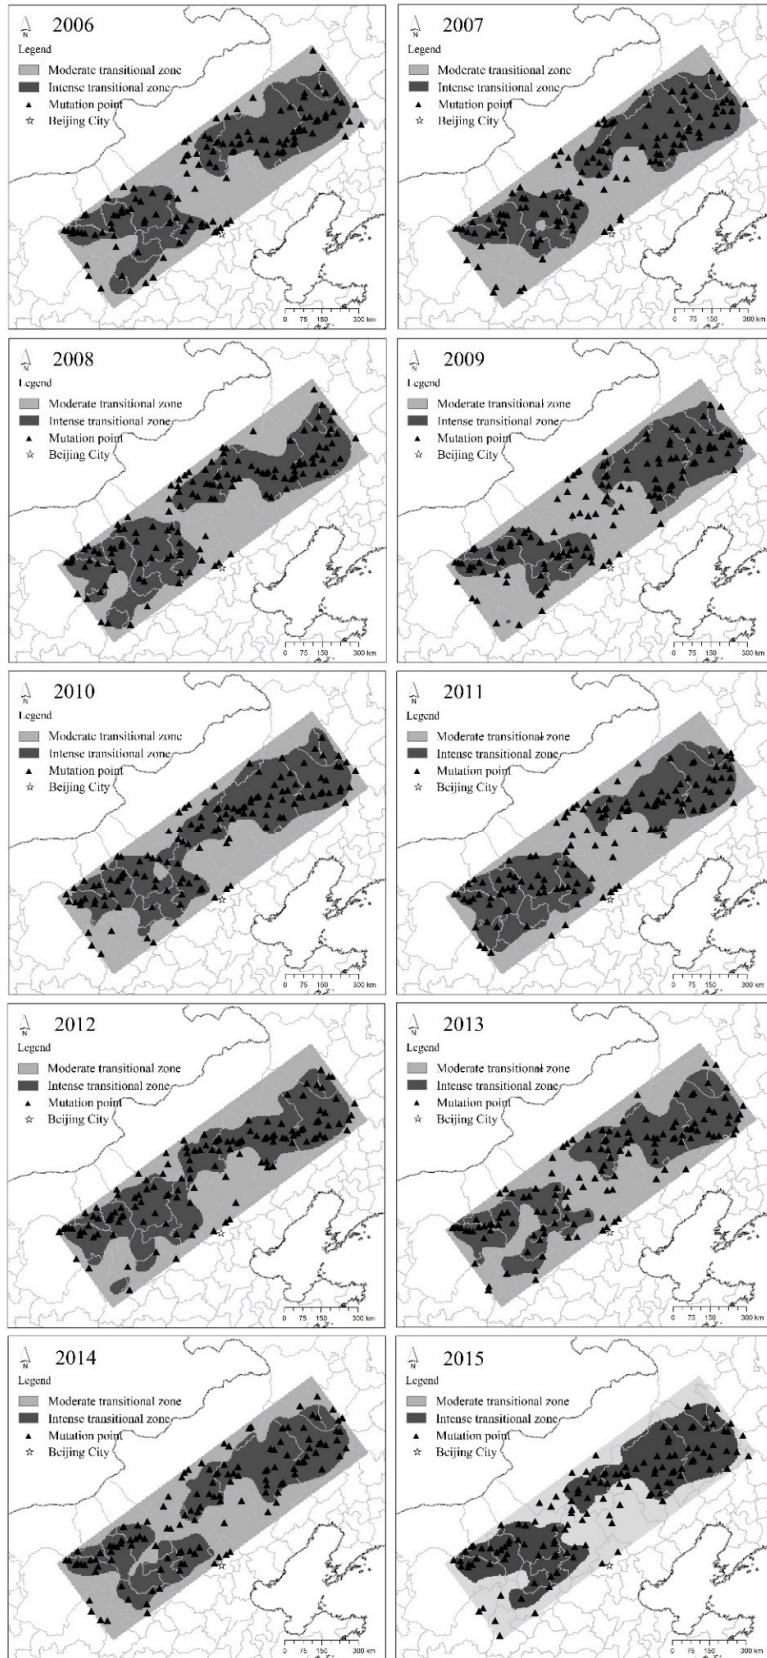 2006
N
Legend
Moderate transitional zone
Intense transitional zone
Mutation point
Beijing City
0 75 150 300 km
2007
N
Legend
Moderate transitional zone
Intense transitional zone
Mutation point
Beijing City
0 75 150 300 km
2008
N
Legend
Moderate transitional zone
Intense transitional zone
Mutation point
Beijing City
0 75 150 300 km
2009
N
Legend
Moderate transitional zone
Intense transitional zone
Mutation point
Beijing City
0 75 150 300 km
2010
N
Legend
Moderate transitional zone
Intense transitional zone
Mutation point
Beijing City
0 75 150 300 km
2011
N
Legend
Moderate transitional zone
Intense transitional zone
Mutation point
Beijing City
0 75 150 300 km
2012
N
Legend
Moderate transitional zone
Intense transitional zone
Mutation point
Beijing City
0 75 150 300 km
2013
N
Legend
Moderate transitional zone
Intense transitional zone
Mutation point
Beijing City
0 75 150 300 km
2014
N
Legend
Moderate transitional zone
Intense transitional zone
Mutation point
Beijing City
0 75 150 300 km
2015
N
Legend
Moderate transitional zone
Intense transitional zone
Mutation point
Beijing City
0 75 150 300 km